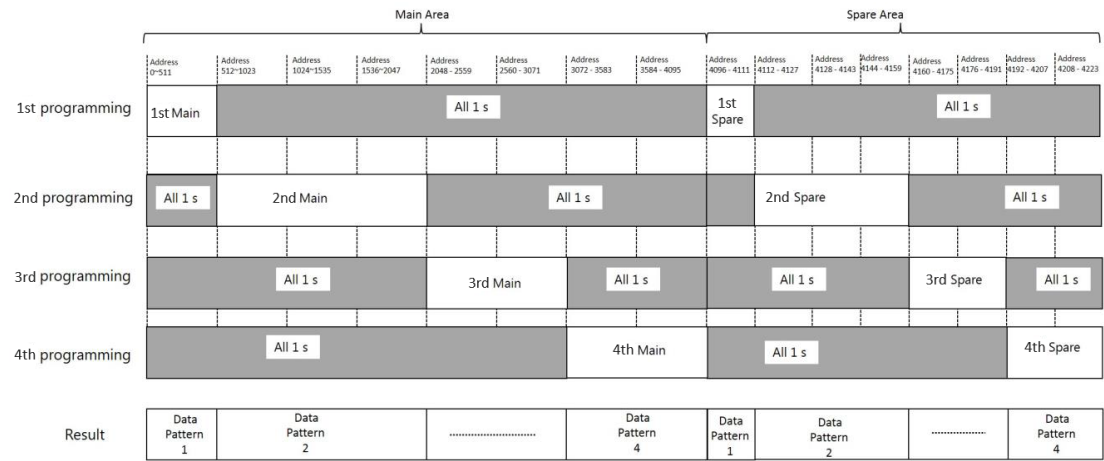 Main Area
Spare Area
Address
0~511
Address
512~1023
Address
1024~1535
Address
1536~2047
Address
2048 - 2559
Address
2560 - 3071
Address
3072 - 3583
Address
3584 - 4095
Address
4096 - 4111
Address
4112 - 4127
Address
4128 - 4143
Address
4144 - 4159
Address
4160 - 4175
Address
4176 - 4191
Address
4192 - 4207
Address
4208 - 4223
1st programming
1st Main
All 1 s
1st
Spare
All 1 s
2nd programming
All 1 s
2nd Main
All 1 s
2nd Spare
All 1 s
3rd programming
All 1 s
3rd Main
All 1 s
All 1 s
3rd Spare
All 1 s
4th programming
All 1 s
4th Main
All 1 s
4th Spare
Result
Data
Pattern
1
Data
Pattern
2
......................
Data
Pattern
4
Data
Pattern
1
Data
Pattern
2
..................
Data
Pattern
4